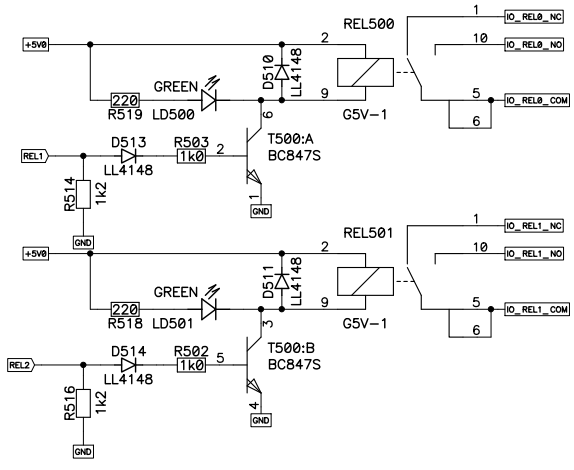 REL500
1 IO_REL0_NC
+5V0
2
10 IO_REL0_NO
D510
LL4148
GREEN
220
R519 LD500
9
5 IO_REL0_COM
6
G5V-1
6
D513
R503
T500:A
REL1
1k0
2
BC847S
LL4148
R514
1k2
1
GND
GND
REL501
1 IO_REL1_NC
+5V0
2
10 IO_REL1_NO
D511
LL4148
GREEN
220
R518 LD501
9
5 IO_REL1_COM
6
G5V-1
3
D514
R502
T500:B
REL2
1k0
5
BC847S
LL4148
R516
1k2
4
GND
GND